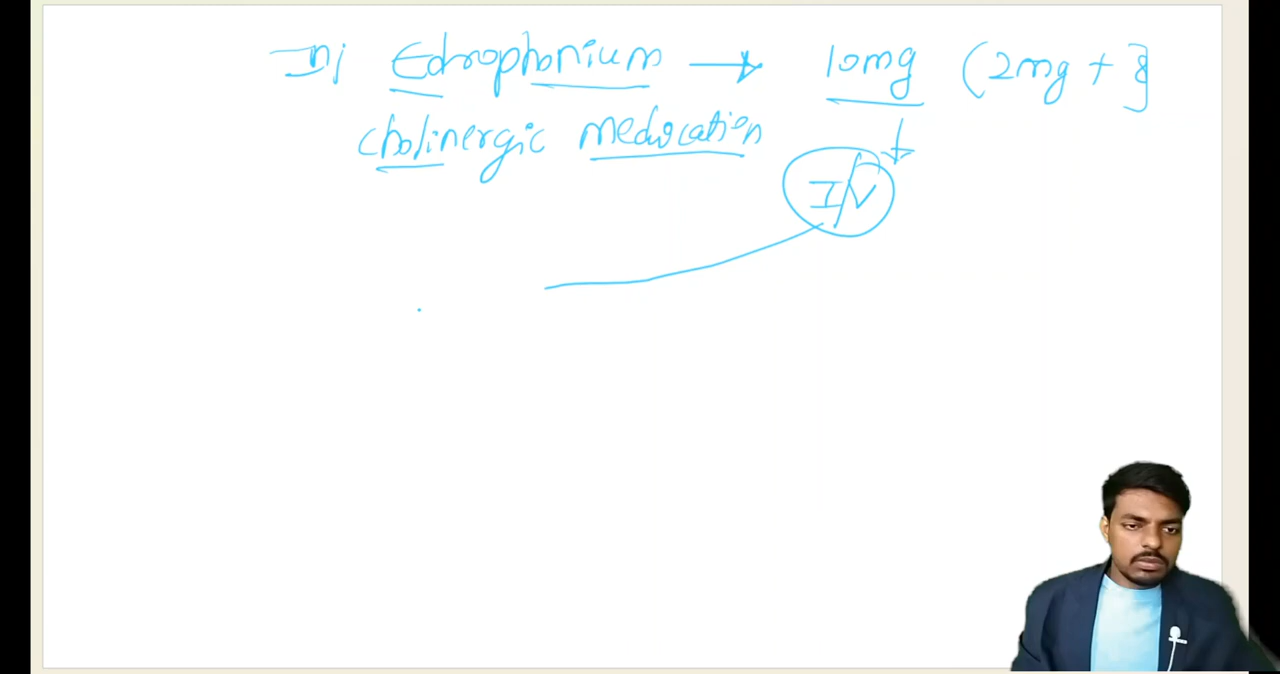 Inj Edrophonium → 10mg (2mg + 8
cholinergic medication
I/V